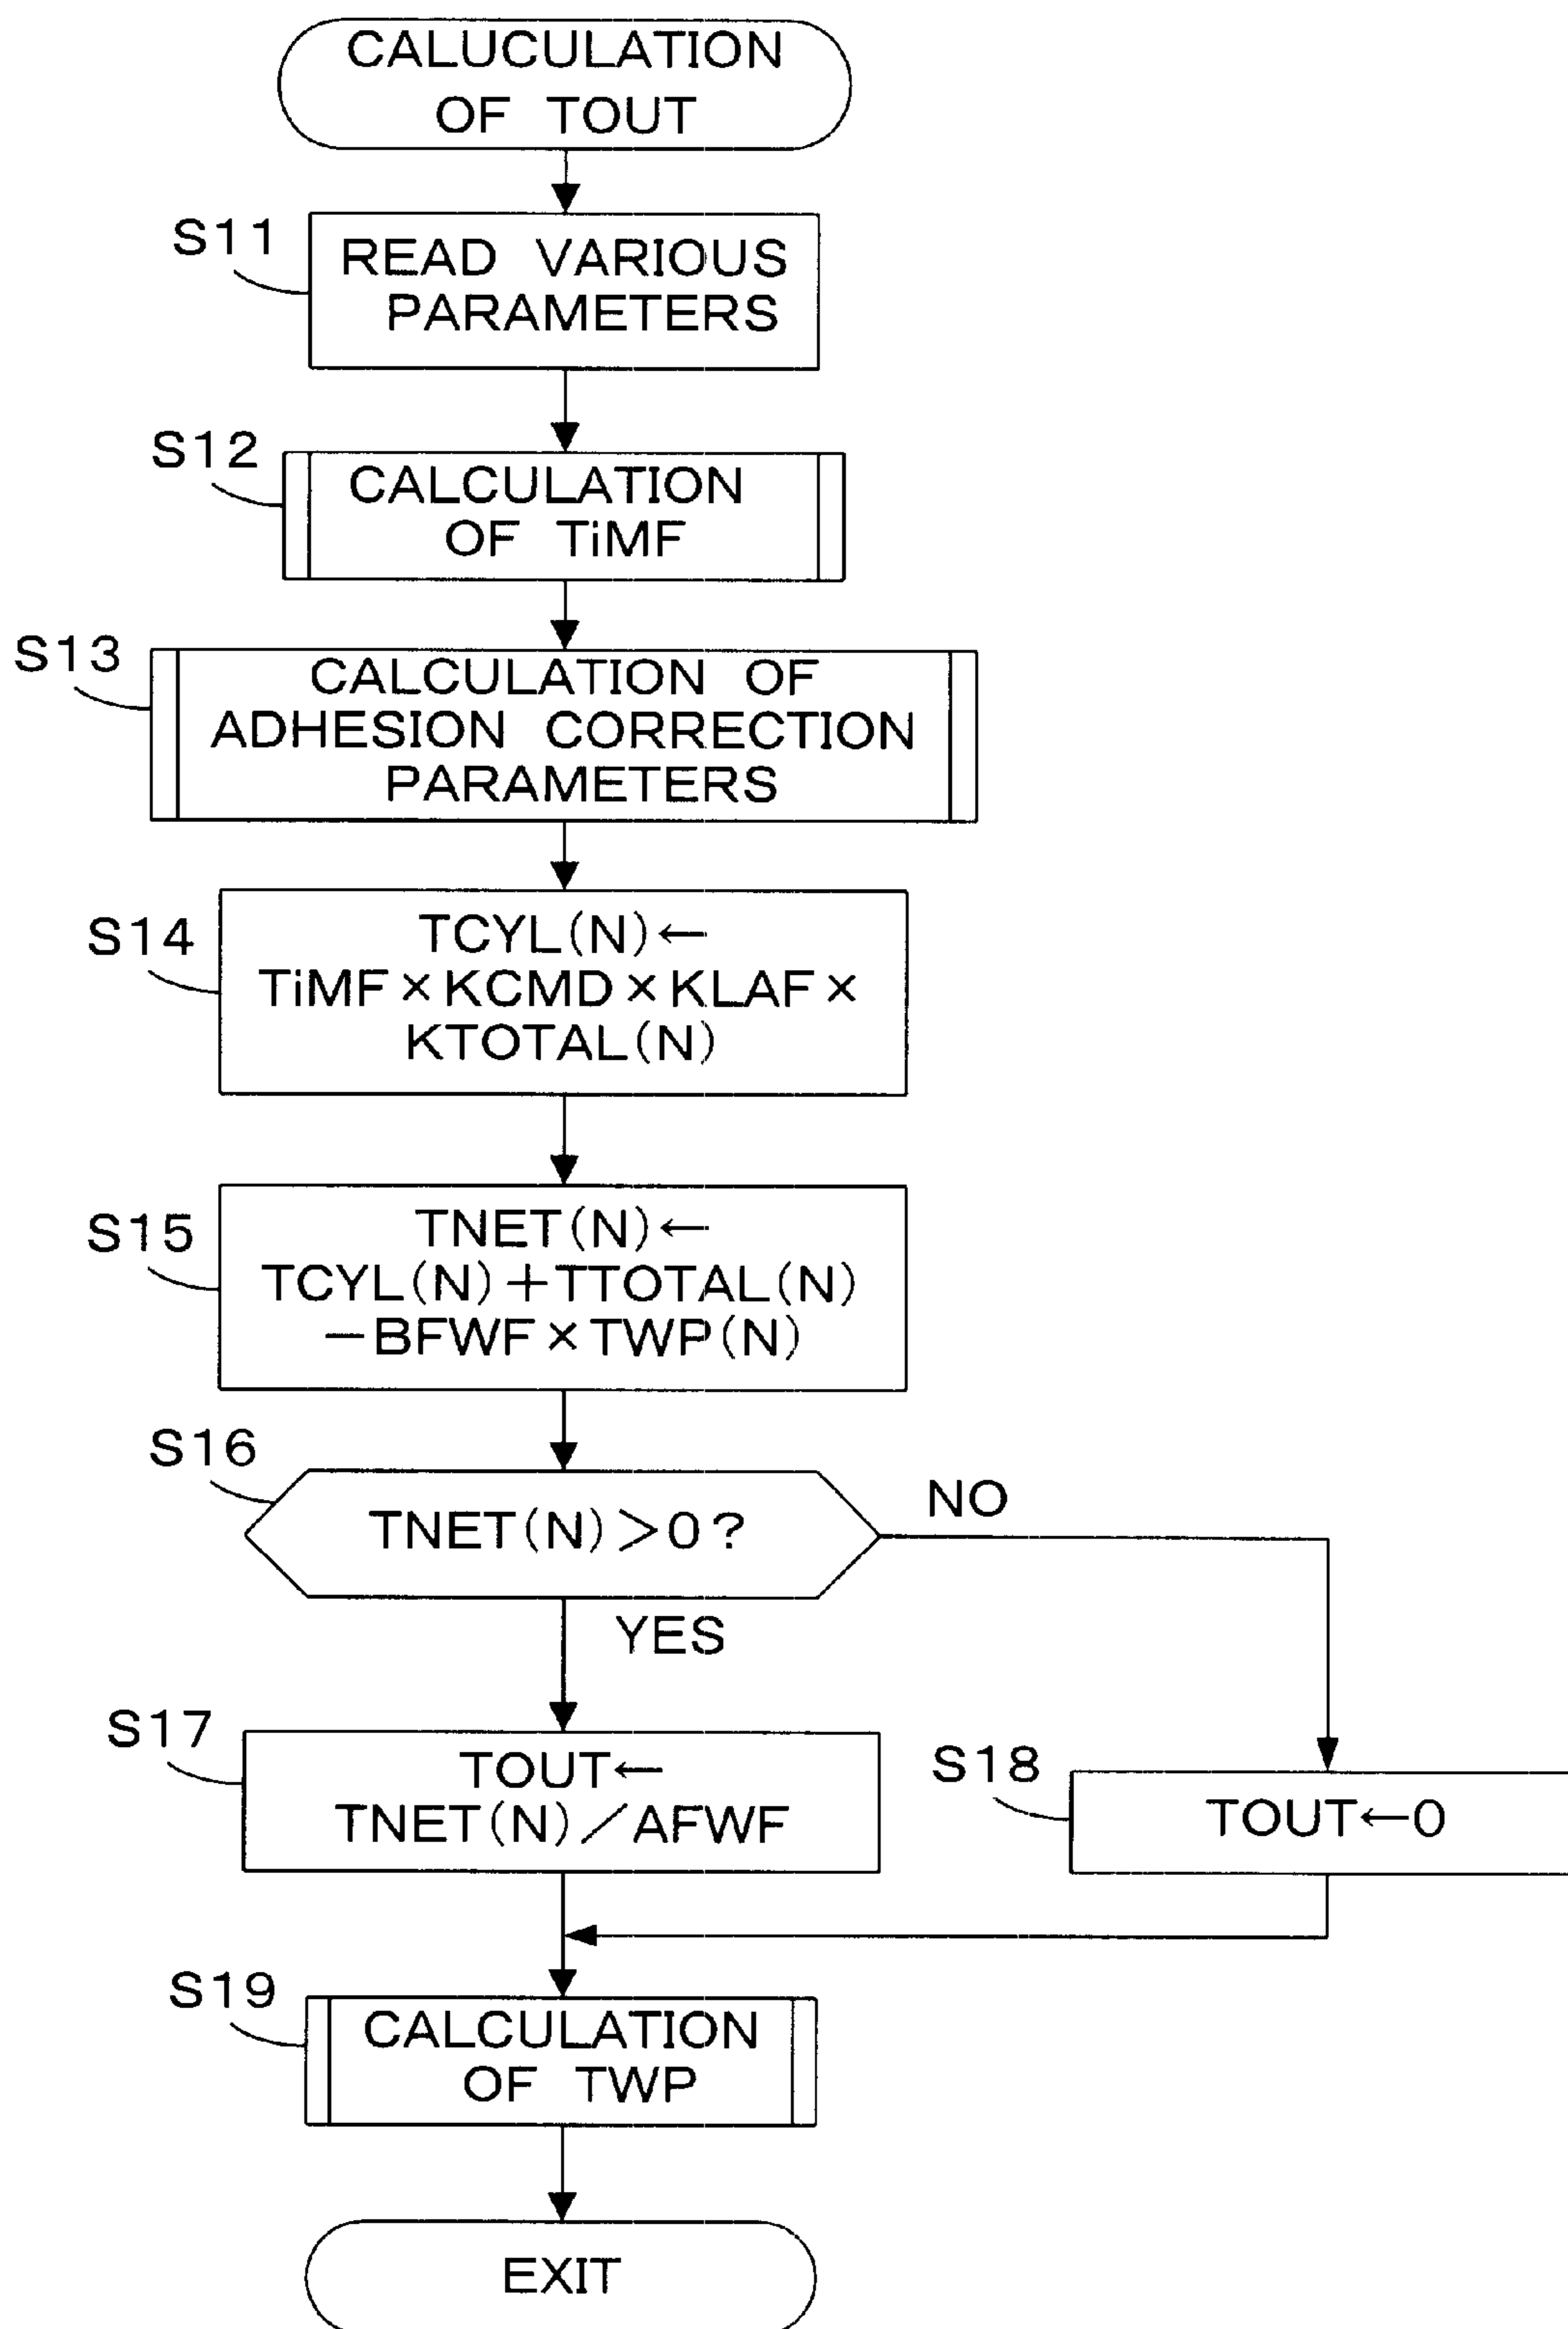 CALUCULATION
OF TOUT
S11
READ VARIOUS
PARAMETERS
S12
CALCULATION
OF TiMF
S13
CALCULATION OF
ADHESION CORRECTION
PARAMETERS
S14
TCYL(N)←
TiMF×KCMD×KLAF×
KTOTAL(N)
S15
TNET(N)←
TCYL(N)+TTOTAL(N)
−BFWF×TWP(N)
S16
TNET(N)>0?
NO
YES
S17
TOUT←
TNET(N)/AFWF
S18
TOUT←0
S19
CALCULATION
OF TWP
EXIT